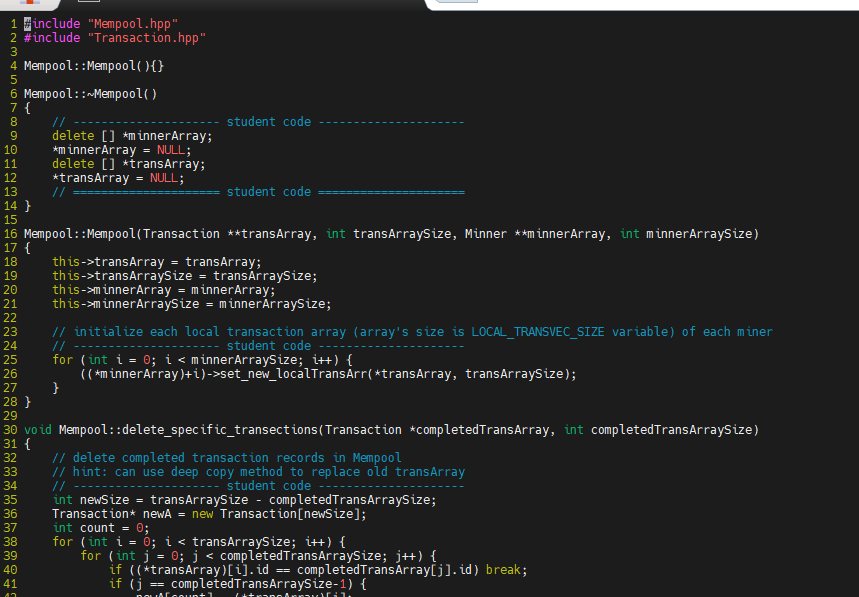 1 #include "Mempool.hpp"
2 #include "Transaction.hpp"
3
4 Mempool::Mempool(){}
5
6 Mempool::~Mempool()
7 {
8     // --------------------- student code ---------------------
9     delete [] *minnerArray;
10     *minnerArray = NULL;
11     delete [] *transArray;
12     *transArray = NULL;
13     // ===================== student code =====================
14 }
15
16 Mempool::Mempool(Transaction **transArray, int transArraySize, Minner **minnerArray, int minnerArraySize)
17 {
18     this->transArray = transArray;
19     this->transArraySize = transArraySize;
20     this->minnerArray = minnerArray;
21     this->minnerArraySize = minnerArraySize;
22
23     // initialize each local transaction array (array's size is LOCAL_TRANSVEC_SIZE variable) of each miner
24     // --------------------- student code ---------------------
25     for (int i = 0; i < minnerArraySize; i++) {
26         ((*minnerArray)+i)->set_new_localTransArr(*transArray, transArraySize);
27     }
28 }
29
30 void Mempool::delete_specific_transections(Transaction *completedTransArray, int completedTransArraySize)
31 {
32     // delete completed transaction records in Mempool
33     // hint: can use deep copy method to replace old transArray
34     // --------------------- student code ---------------------
35     int newSize = transArraySize - completedTransArraySize;
36     Transaction* newA = new Transaction[newSize];
37     int count = 0;
38     for (int i = 0; i < transArraySize; i++) {
39         for (int j = 0; j < completedTransArraySize; j++) {
40             if ((*transArray)[i].id == completedTransArray[j].id) break;
41             if (j == completedTransArraySize-1) {
42                 newA[count] = (*transArray)[i];